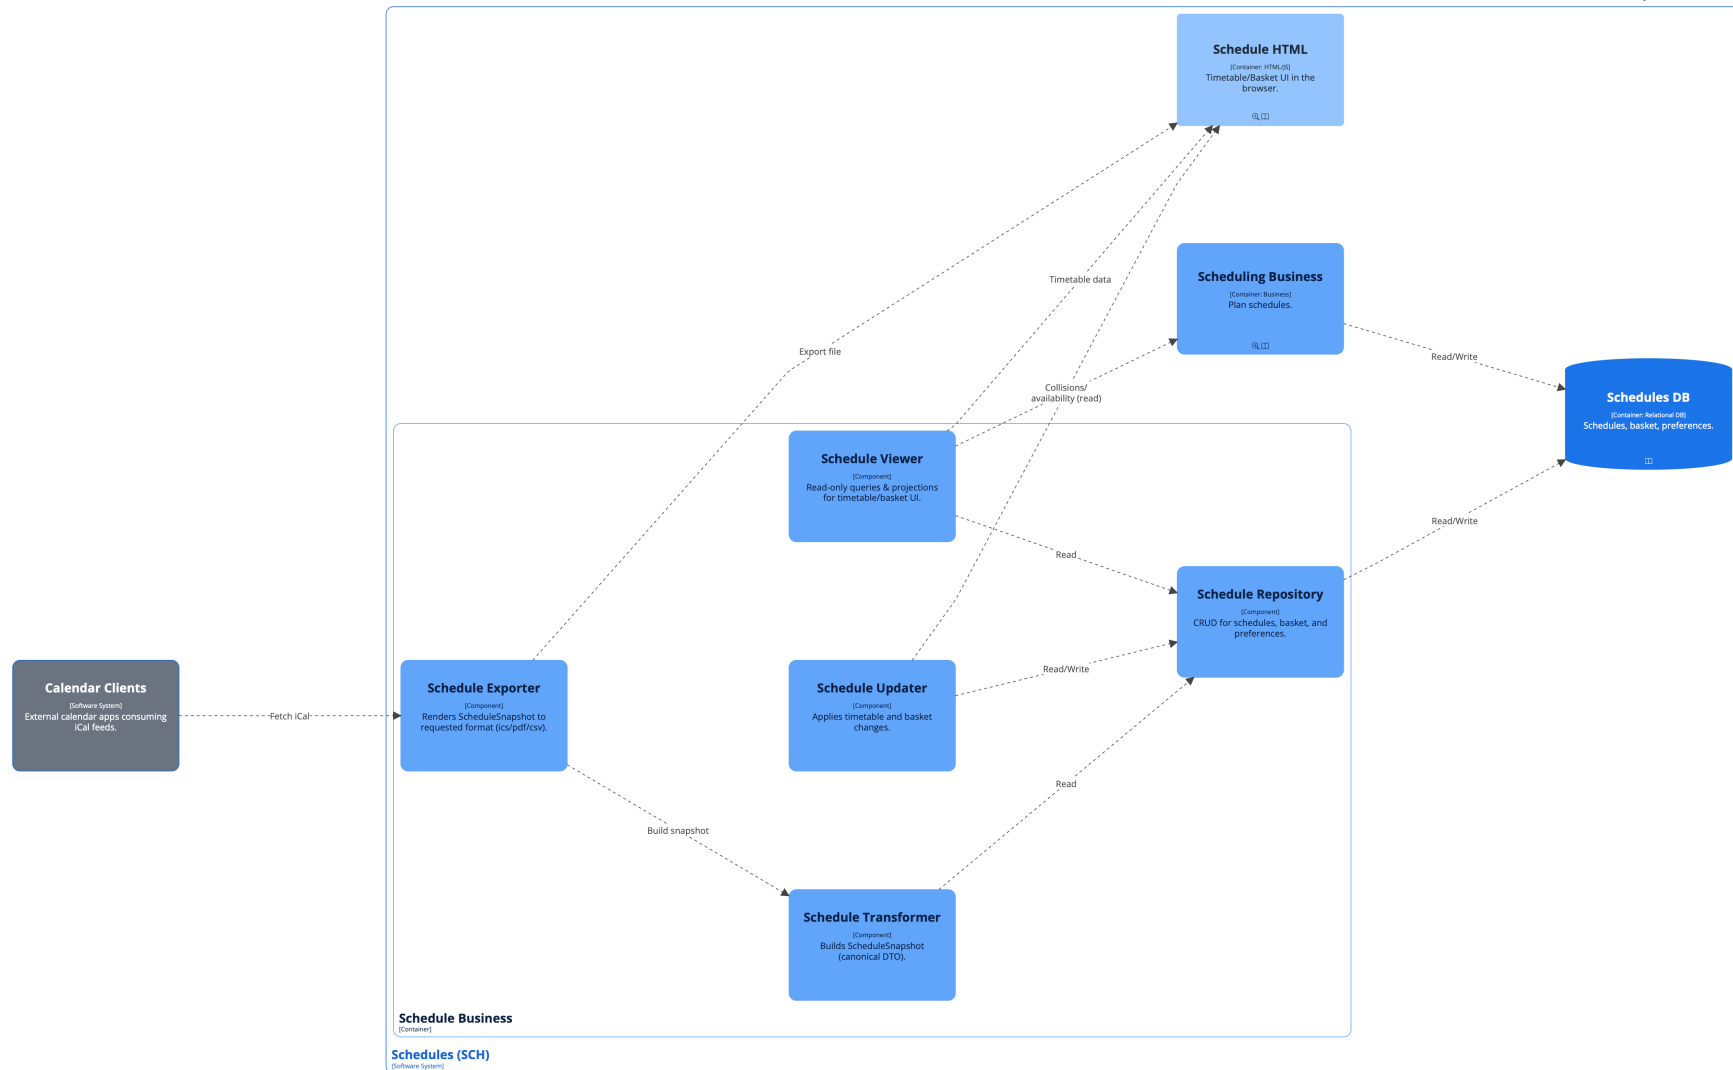 Schedule HTML
[Container: HTML/JS]
Timetable/Basket UI in the
browser.
Scheduling Business
[Container: Business]
Plan schedules.
Export file
Timetable data
Collisions/
availability (read)
Read/Write
Schedules DB
[Container: Relational DB]
Schedules, basket, preferences.
Schedule Viewer
[Component]
Read-only queries & projections
for timetable/basket UI.
Read
Read/Write
Schedule Repository
[Component]
CRUD for schedules, basket, and
preferences.
Calendar Clients
[Software System]
External calendar apps consuming
iCal feeds.
Fetch iCal
Schedule Exporter
[Component]
Renders ScheduleSnapshot to
requested format (ics/pdf/csv).
Schedule Updater
[Component]
Applies timetable and basket
changes.
Read/Write
Read
Build snapshot
Schedule Transformer
[Component]
Builds ScheduleSnapshot
(canonical DTO).
Schedule Business
[Container]
Schedules (SCH)
[Software System]